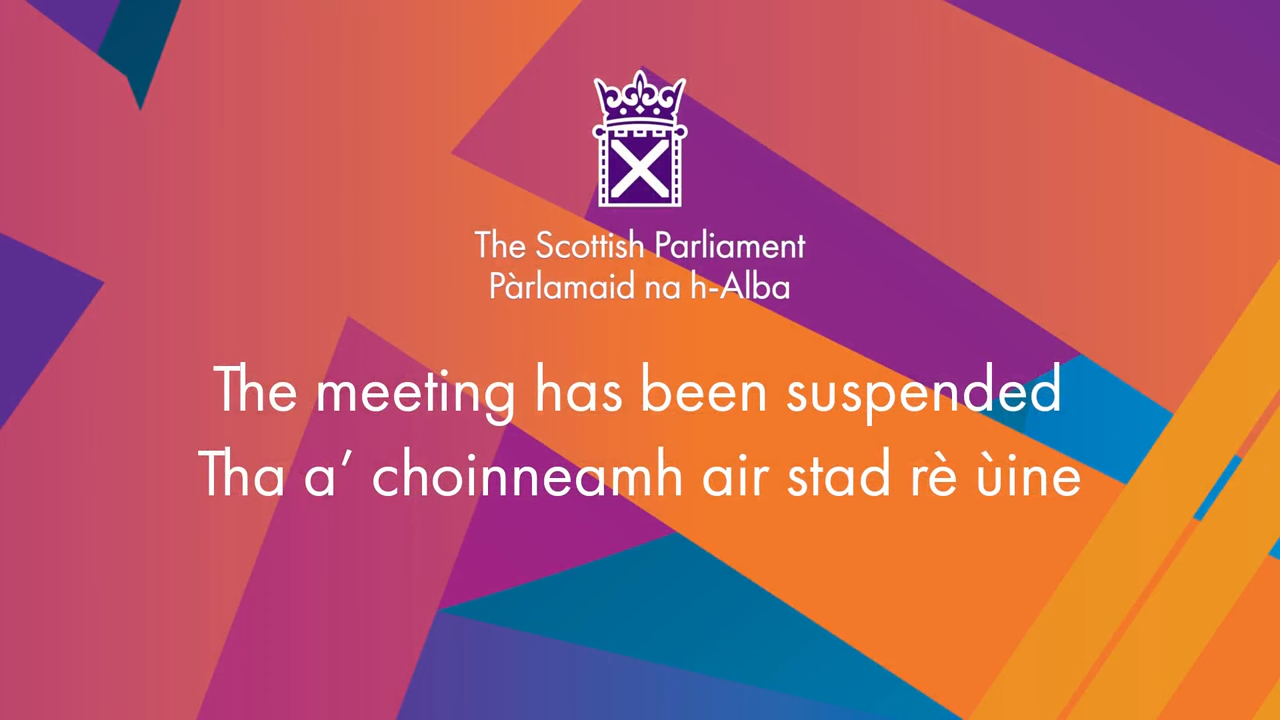 The Scottish Parliament
Pàrlamaid na h-Alba
The meeting has been suspended
Tha a’ choinneamh air stad rè ùine